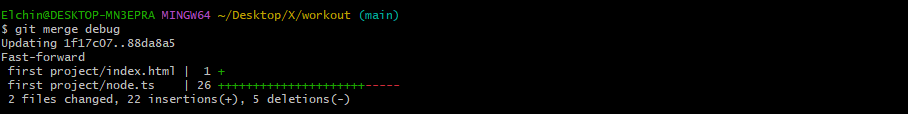 Elchin@DESKTOP-MN3EPRA MINGW64 ~/Desktop/X/workout (main)
$ git merge debug
Updating 1f17c07..88da8a5
Fast-forward
 first project/index.html |  1 +
 first project/node.ts    | 26 +++++++++++++++++++++-----
 2 files changed, 22 insertions(+), 5 deletions(-)